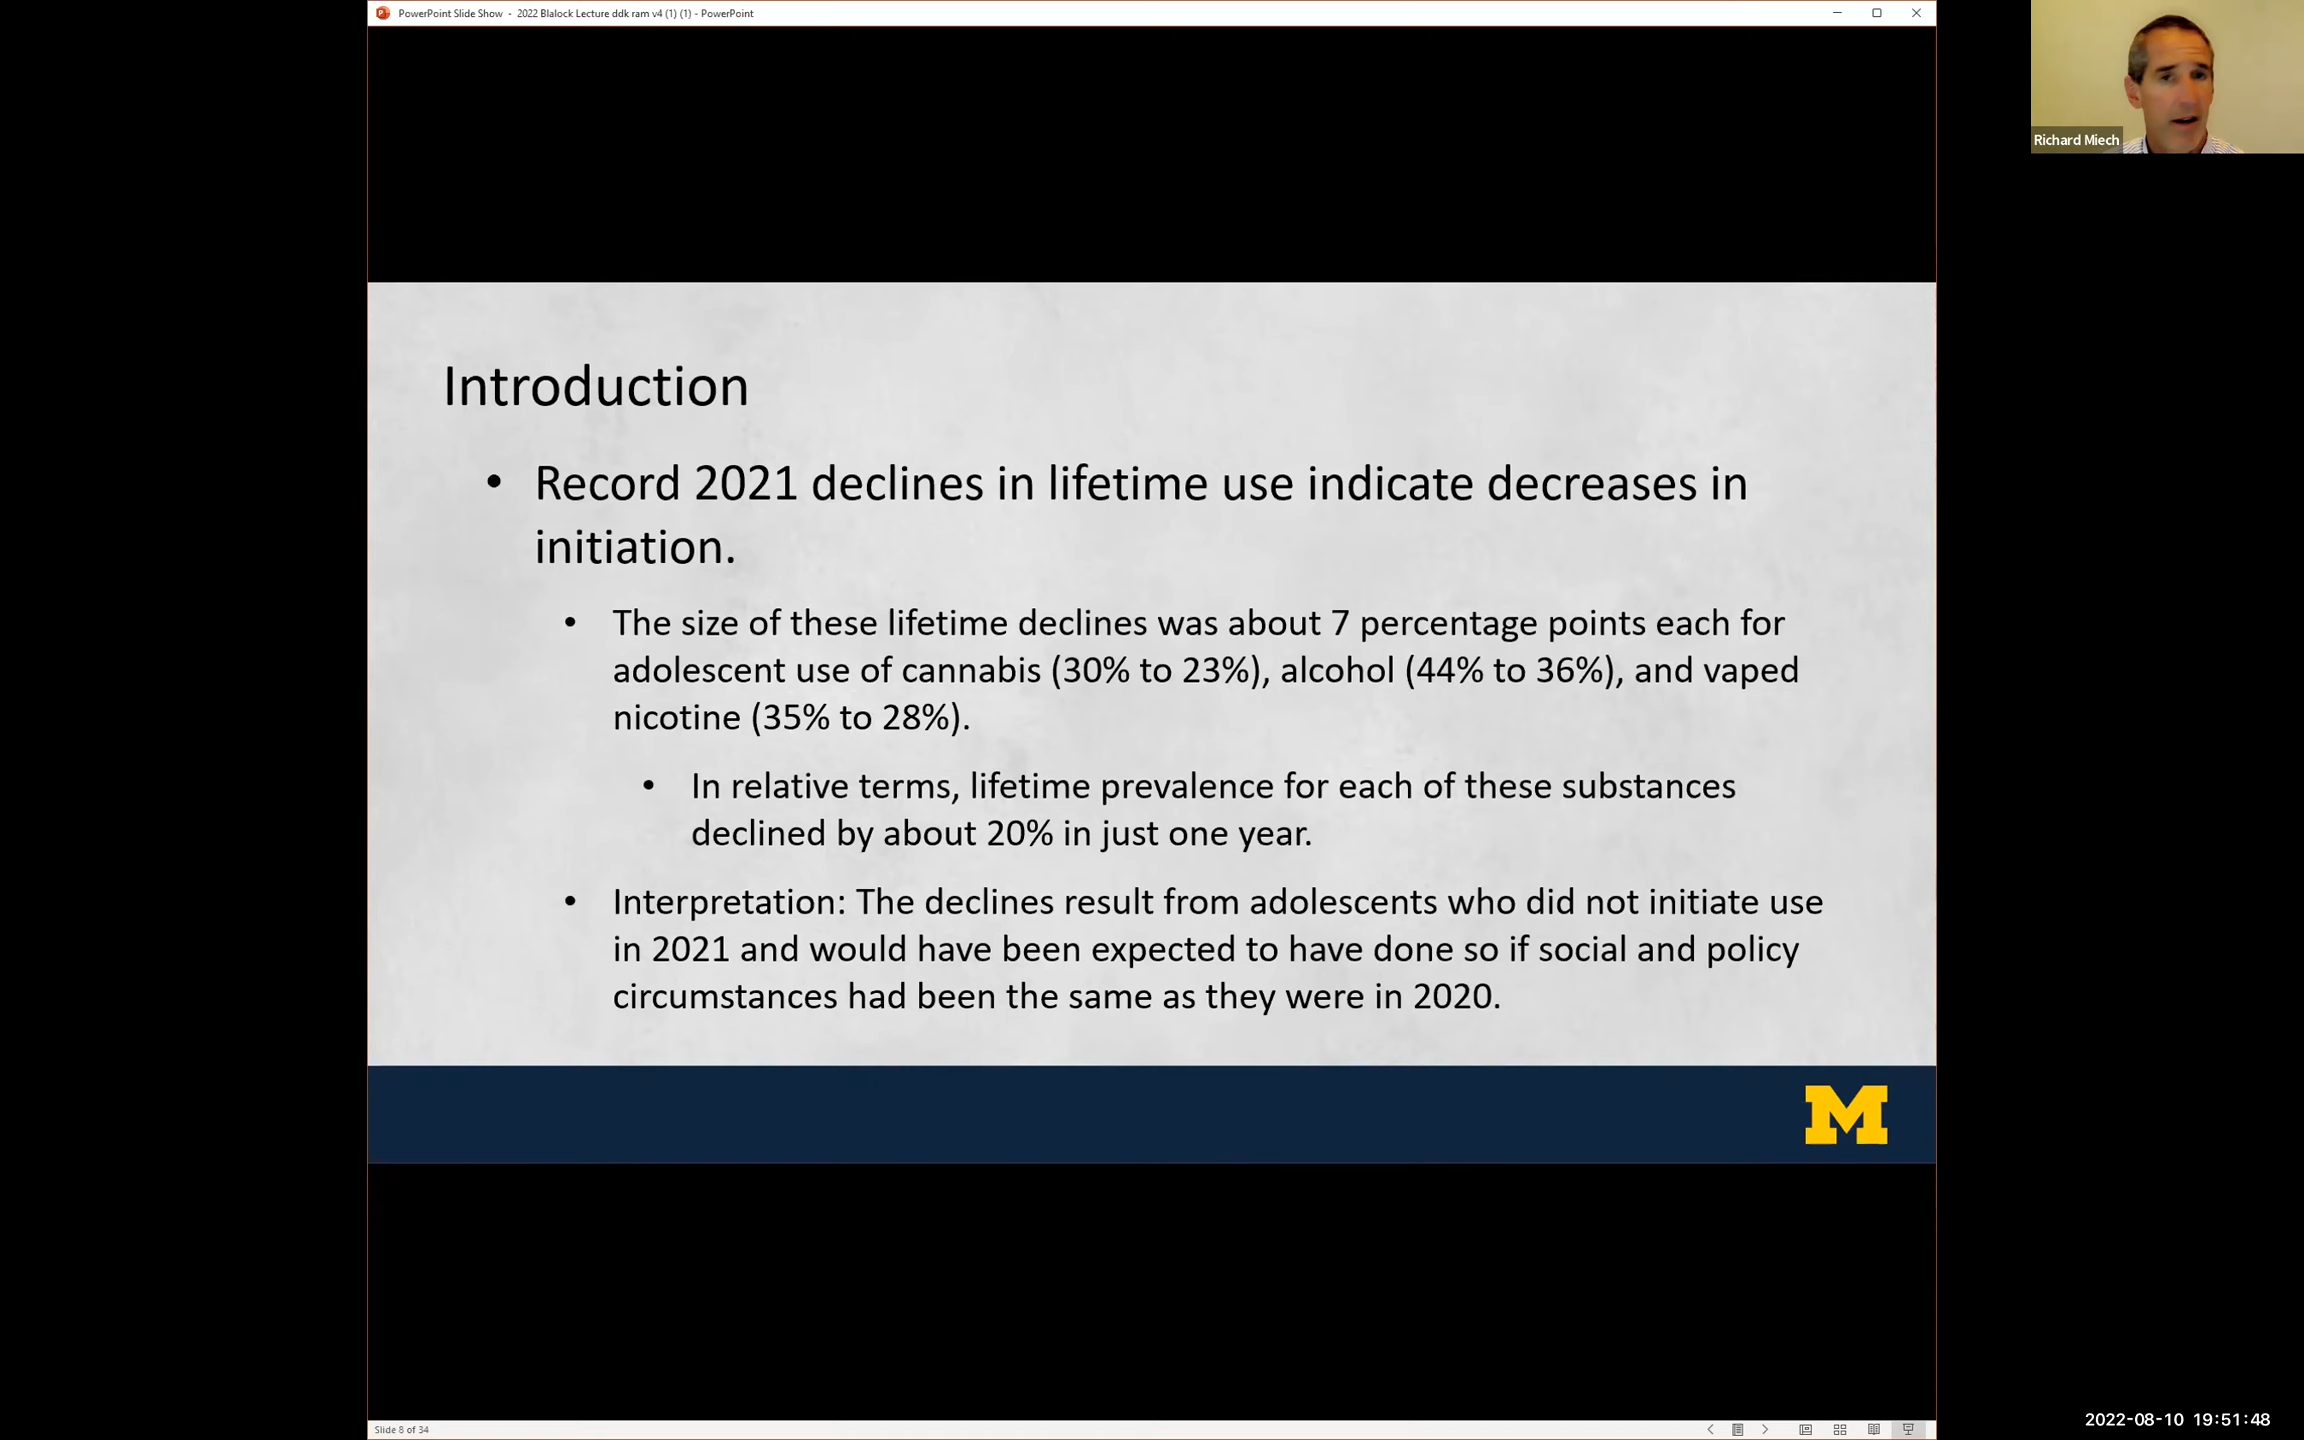 PowerPoint Slide Show - 2022 Blalock Lecture ddk ram v4 (1) (1) - PowerPoint
Richard Miech
Introduction
• Record 2021 declines in lifetime use indicate decreases in
initiation.
• The size of these lifetime declines was about 7 percentage points each for
adolescent use of cannabis (30% to 23%), alcohol (44% to 36%), and vaped
nicotine (35% to 28%).
• In relative terms, lifetime prevalence for each of these substances
declined by about 20% in just one year.
• Interpretation: The declines result from adolescents who did not initiate use
in 2021 and would have been expected to have done so if social and policy
circumstances had been the same as they were in 2020.
M
Slide 8 of 34
2022-08-10 19:51:48